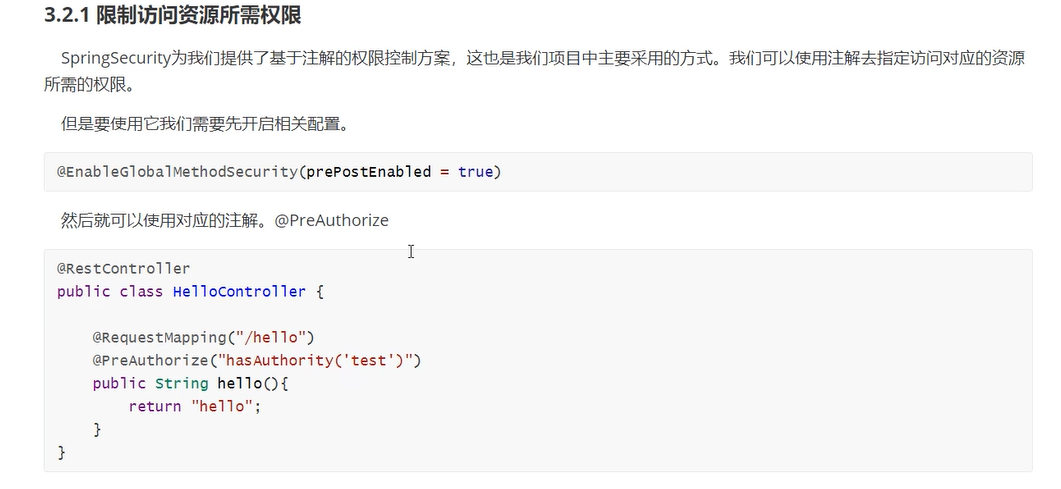 3.2.1 限制访问资源所需权限
SpringSecurity为我们提供了基于注解的权限控制方案，这也是我们项目中主要采用的方式。我们可以使用注解去指定访问对应的资源
所需的权限。
但是要使用它我们需要先开启相关配置。
@EnableGlobalMethodSecurity(prePostEnabled = true)
然后就可以使用对应的注解。@PreAuthorize
@RestController
public class HelloController {
@RequestMapping("/hello")
@PreAuthorize("hasAuthority('test')")
public String hello(){
return "hello";
}
}